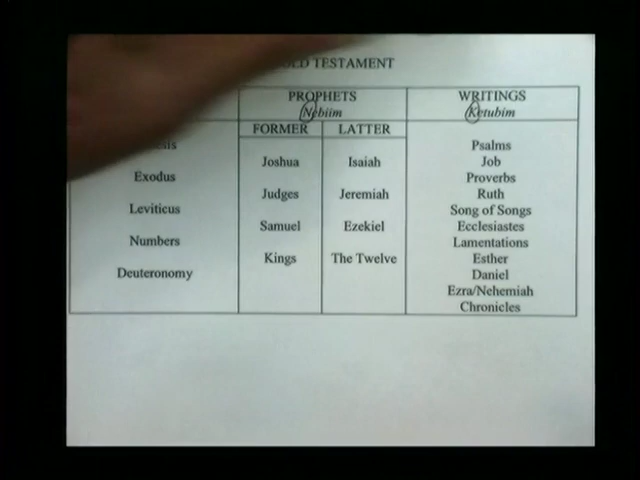 OLD TESTAMENT
PROPHETS WRITINGS
Nebiim Ketubim
FORMER LATTER
Psalms
Joshua Isaiah Job
Exodus Proverbs
Judges Jeremiah Ruth
Leviticus Song of Songs
Samuel Ezekiel Ecclesiastes
Numbers Lamentations
Kings The Twelve Esther
Deuteronomy Daniel
Ezra/Nehemiah
Chronicles